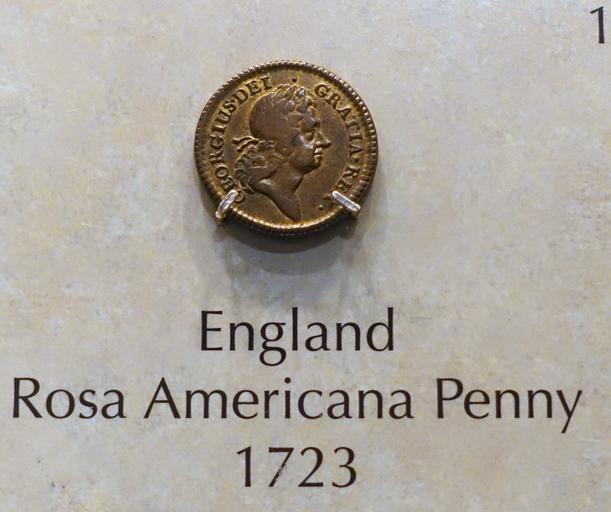 1
GEORGIUS·DEI GRATIA·REX·
England
Rosa Americana Penny
1723